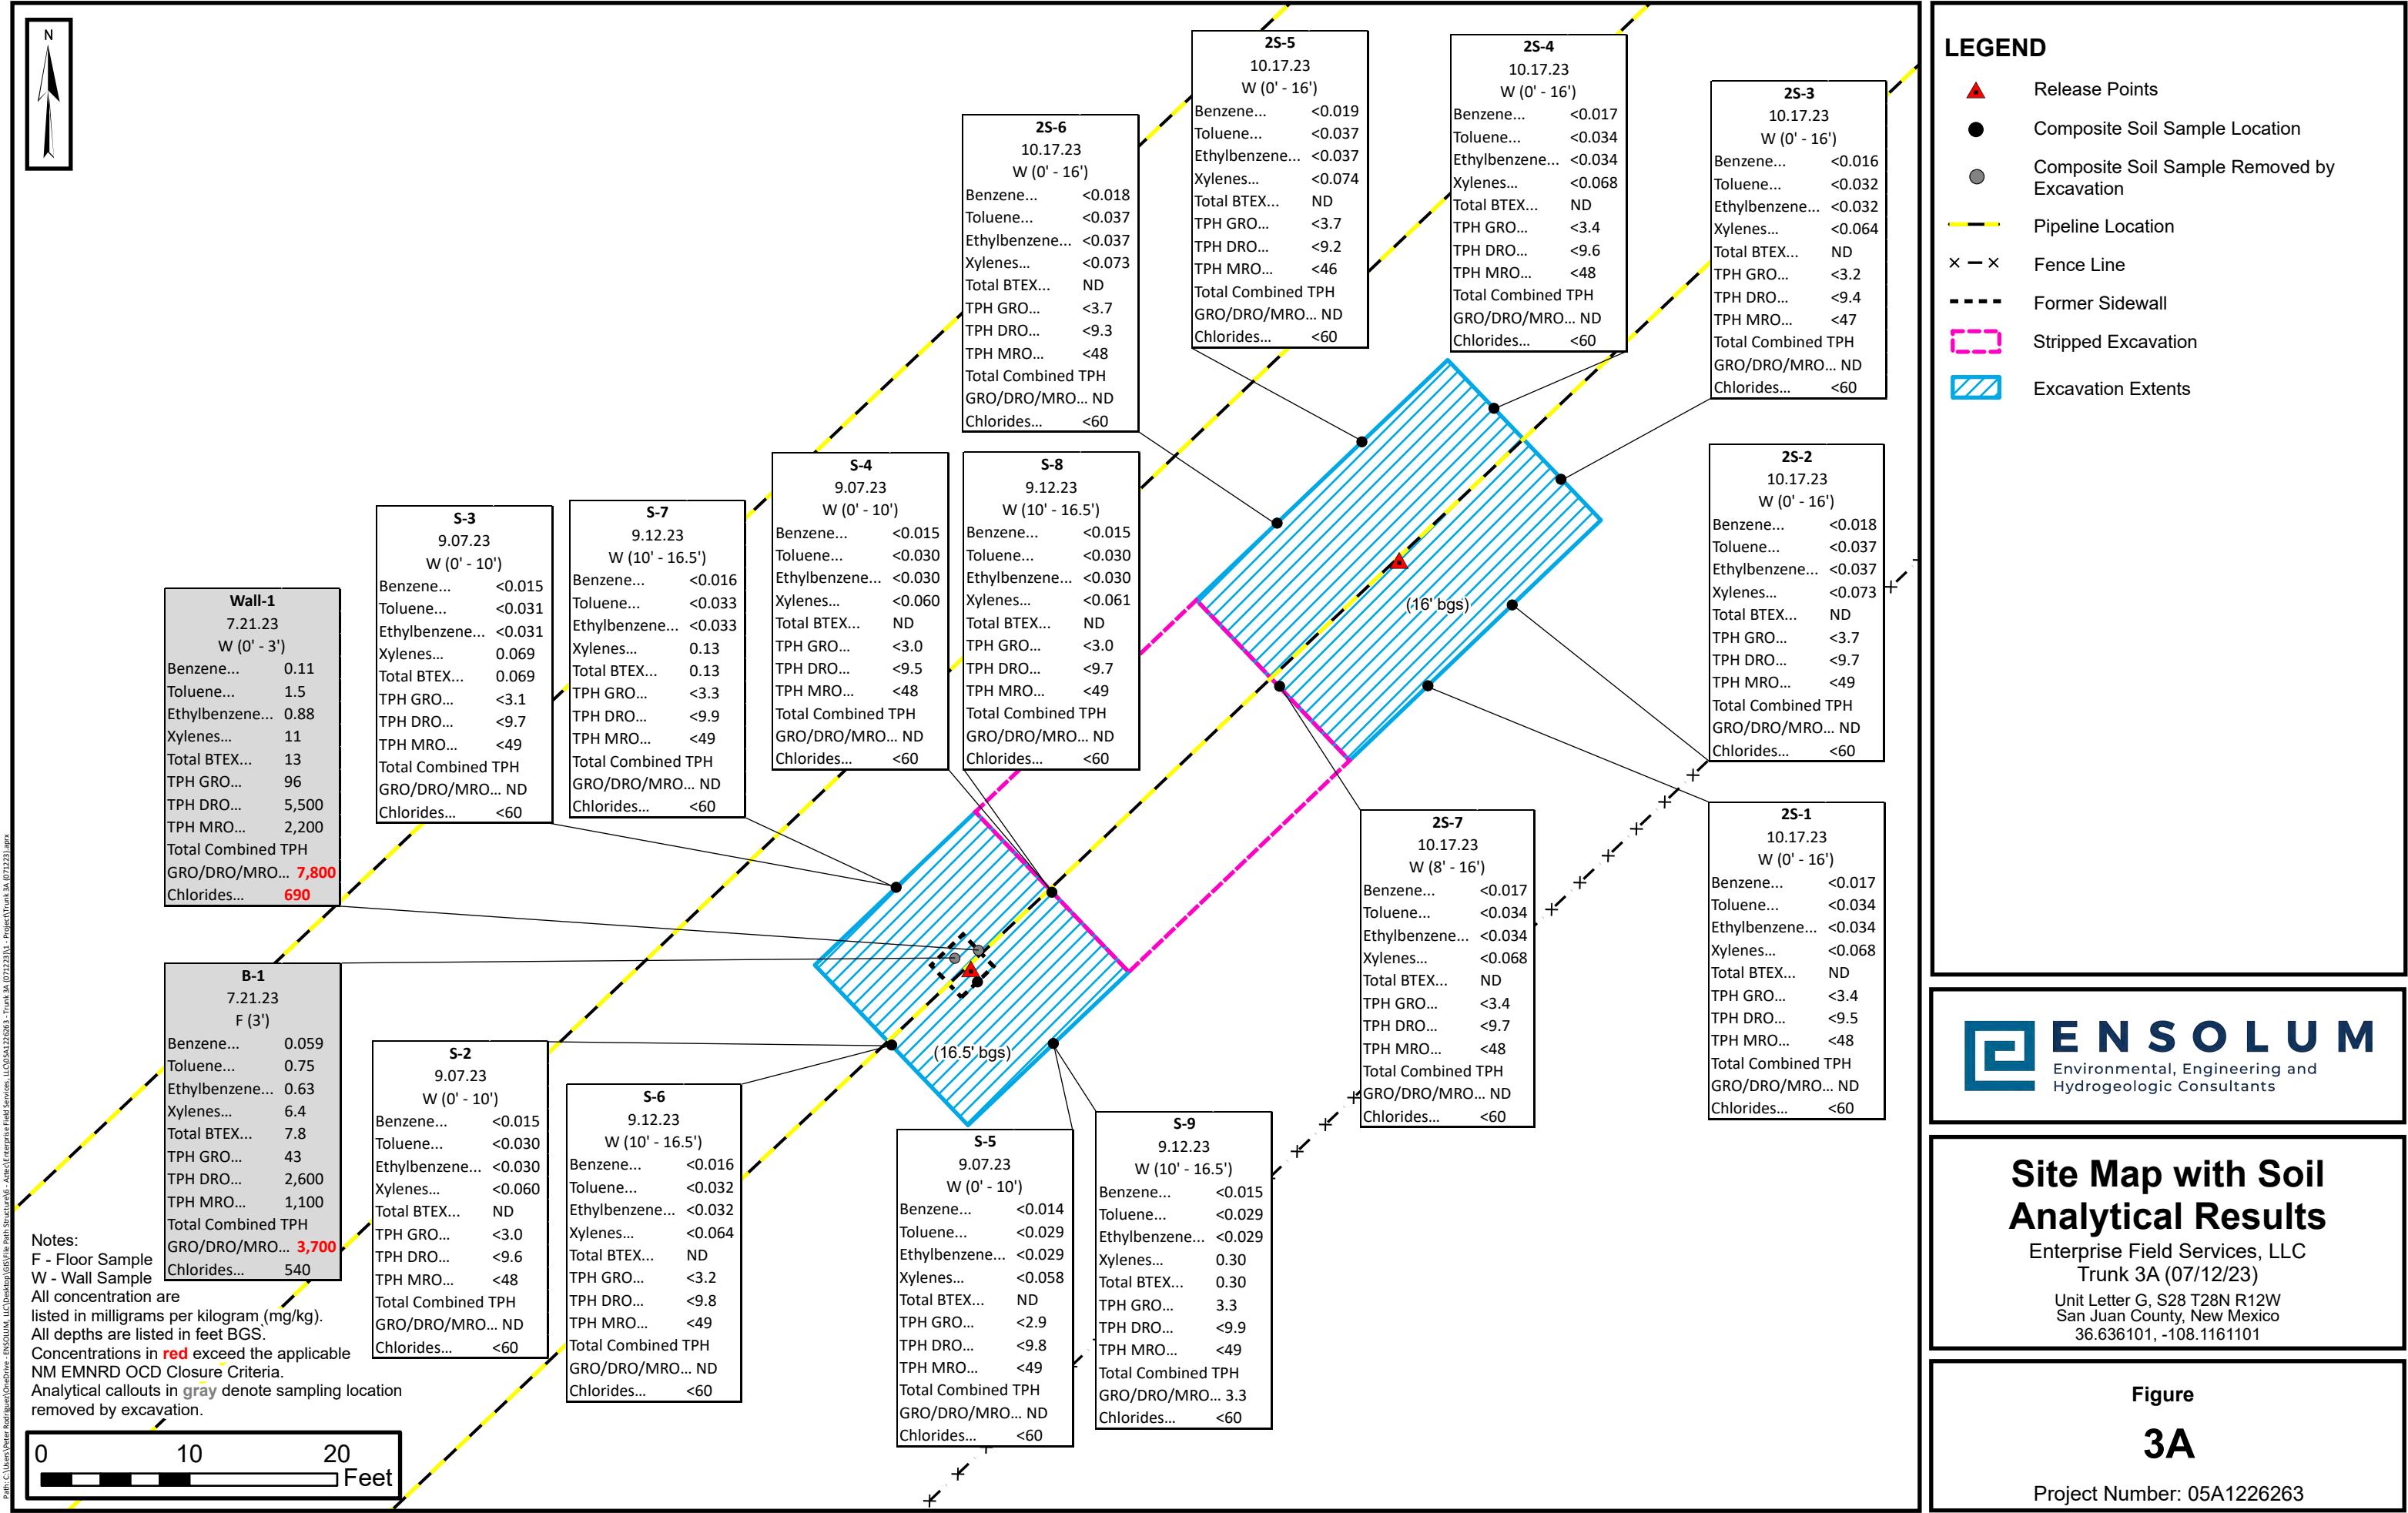 N
2S-5
10.17.23
W (0' - 16')
Benzene... <0.019
Toluene... <0.037
Ethylbenzene... <0.037
Xylenes... <0.074
Total BTEX... ND
TPH GRO... <3.7
TPH DRO... <9.2
TPH MRO... <46
Total Combined TPH
GRO/DRO/MRO... ND
Chlorides... <60
2S-4
10.17.23
W (0' - 16')
Benzene... <0.017
Toluene... <0.034
Ethylbenzene... <0.034
Xylenes... <0.068
Total BTEX... ND
TPH GRO... <3.4
TPH DRO... <9.6
TPH MRO... <48
Total Combined TPH
GRO/DRO/MRO... ND
Chlorides... <60
2S-3
10.17.23
W (0' - 16')
Benzene... <0.016
Toluene... <0.032
Ethylbenzene... <0.032
Xylenes... <0.064
Total BTEX... ND
TPH GRO... <3.2
TPH DRO... <9.4
TPH MRO... <47
Total Combined TPH
GRO/DRO/MRO... ND
Chlorides... <60
2S-6
10.17.23
W (0' - 16')
Benzene... <0.018
Toluene... <0.037
Ethylbenzene... <0.037
Xylenes... <0.073
Total BTEX... ND
TPH GRO... <3.7
TPH DRO... <9.3
TPH MRO... <48
Total Combined TPH
GRO/DRO/MRO... ND
Chlorides... <60
2S-2
10.17.23
W (0' - 16')
Benzene... <0.018
Toluene... <0.037
Ethylbenzene... <0.037
Xylenes... <0.073
Total BTEX... ND
TPH GRO... <3.7
TPH DRO... <9.7
TPH MRO... <49
Total Combined TPH
GRO/DRO/MRO... ND
Chlorides... <60
S-4
9.07.23
W (0' - 10')
Benzene... <0.015
Toluene... <0.030
Ethylbenzene... <0.030
Xylenes... <0.060
Total BTEX... ND
TPH GRO... <3.0
TPH DRO... <9.5
TPH MRO... <48
Total Combined TPH
GRO/DRO/MRO... ND
Chlorides... <60
S-8
9.12.23
W (10' - 16.5')
Benzene... <0.015
Toluene... <0.030
Ethylbenzene... <0.030
Xylenes... <0.061
Total BTEX... ND
TPH GRO... <3.0
TPH DRO... <9.7
TPH MRO... <49
Total Combined TPH
GRO/DRO/MRO... ND
Chlorides... <60
S-3
9.07.23
W (0' - 10')
Benzene... <0.015
Toluene... <0.031
Ethylbenzene... <0.031
Xylenes... 0.069
Total BTEX... 0.069
TPH GRO... <3.1
TPH DRO... <9.7
TPH MRO... <49
Total Combined TPH
GRO/DRO/MRO... ND
Chlorides... <60
S-7
9.12.23
W (10' - 16.5')
Benzene... <0.016
Toluene... <0.033
Ethylbenzene... <0.033
Xylenes... 0.13
Total BTEX... 0.13
TPH GRO... <3.3
TPH DRO... <9.9
TPH MRO... <49
Total Combined TPH
GRO/DRO/MRO... ND
Chlorides... <60
Wall-1
7.21.23
W (0' - 3')
Benzene... 0.11
Toluene... 1.5
Ethylbenzene... 0.88
Xylenes... 11
Total BTEX... 13
TPH GRO... 96
TPH DRO... 5,500
TPH MRO... 2,200
Total Combined TPH
GRO/DRO/MRO... 7,800
Chlorides... 690
(16' bgs)
2S-7
10.17.23
W (8' - 16')
Benzene... <0.017
Toluene... <0.034
Ethylbenzene... <0.034
Xylenes... <0.068
Total BTEX... ND
TPH GRO... <3.4
TPH DRO... <9.7
TPH MRO... <48
Total Combined TPH
GRO/DRO/MRO... ND
Chlorides... <60
2S-1
10.17.23
W (0' - 16')
Benzene... <0.017
Toluene... <0.034
Ethylbenzene... <0.034
Xylenes... <0.068
Total BTEX... ND
TPH GRO... <3.4
TPH DRO... <9.5
TPH MRO... <48
Total Combined TPH
GRO/DRO/MRO... ND
Chlorides... <60
B-1
7.21.23
F (3')
Benzene... 0.059
Toluene... 0.75
Ethylbenzene... 0.63
Xylenes... 6.4
Total BTEX... 7.8
TPH GRO... 43
TPH DRO... 2,600
TPH MRO... 1,100
Total Combined TPH
GRO/DRO/MRO... 3,700
Chlorides... 540
S-2
9.07.23
W (0' - 10')
Benzene... <0.015
Toluene... <0.030
Ethylbenzene... <0.030
Xylenes... <0.060
Total BTEX... ND
TPH GRO... <3.0
TPH DRO... <9.6
TPH MRO... <48
Total Combined TPH
GRO/DRO/MRO... ND
Chlorides... <60
S-6
9.12.23
W (10' - 16.5')
Benzene... <0.016
Toluene... <0.032
Ethylbenzene... <0.032
Xylenes... <0.064
Total BTEX... ND
TPH GRO... <3.2
TPH DRO... <9.8
TPH MRO... <49
Total Combined TPH
GRO/DRO/MRO... ND
Chlorides... <60
(16.5' bgs)
S-5
9.07.23
W (0' - 10')
Benzene... <0.014
Toluene... <0.029
Ethylbenzene... <0.029
Xylenes... <0.058
Total BTEX... ND
TPH GRO... <2.9
TPH DRO... <9.8
TPH MRO... <49
Total Combined TPH
GRO/DRO/MRO... ND
Chlorides... <60
S-9
9.12.23
W (10' - 16.5')
Benzene... <0.015
Toluene... <0.029
Ethylbenzene... <0.029
Xylenes... 0.30
Total BTEX... 0.30
TPH GRO... 3.3
TPH DRO... <9.9
TPH MRO... <49
Total Combined TPH
GRO/DRO/MRO... 3.3
Chlorides... <60
Notes:
F - Floor Sample
W - Wall Sample
All concentration are
listed in milligrams per kilogram (mg/kg).
All depths are listed in feet BGS.
Concentrations in red exceed the applicable
NM EMNRD OCD Closure Criteria.
Analytical callouts in gray denote sampling location
removed by excavation.
0 10 20
Feet
Path: C:\Users\Peter Rodriguez\OneDrive - ENSOLUM, LLC\Desktop\GIS\File Path Structure\6 - Aztec\Enterprise Field Services, LLC\05A1226263 - Trunk 3A (071223)\1 - Project\Trunk 3A (071223).aprx
LEGEND
Release Points
Composite Soil Sample Location
Composite Soil Sample Removed by
Excavation
Pipeline Location
Fence Line
Former Sidewall
Stripped Excavation
Excavation Extents
ENSOLUM
Environmental, Engineering and
Hydrogeologic Consultants
Site Map with Soil
Analytical Results
Enterprise Field Services, LLC
Trunk 3A (07/12/23)
Unit Letter G, S28 T28N R12W
San Juan County, New Mexico
36.636101, -108.1161101
Figure
3A
Project Number: 05A1226263